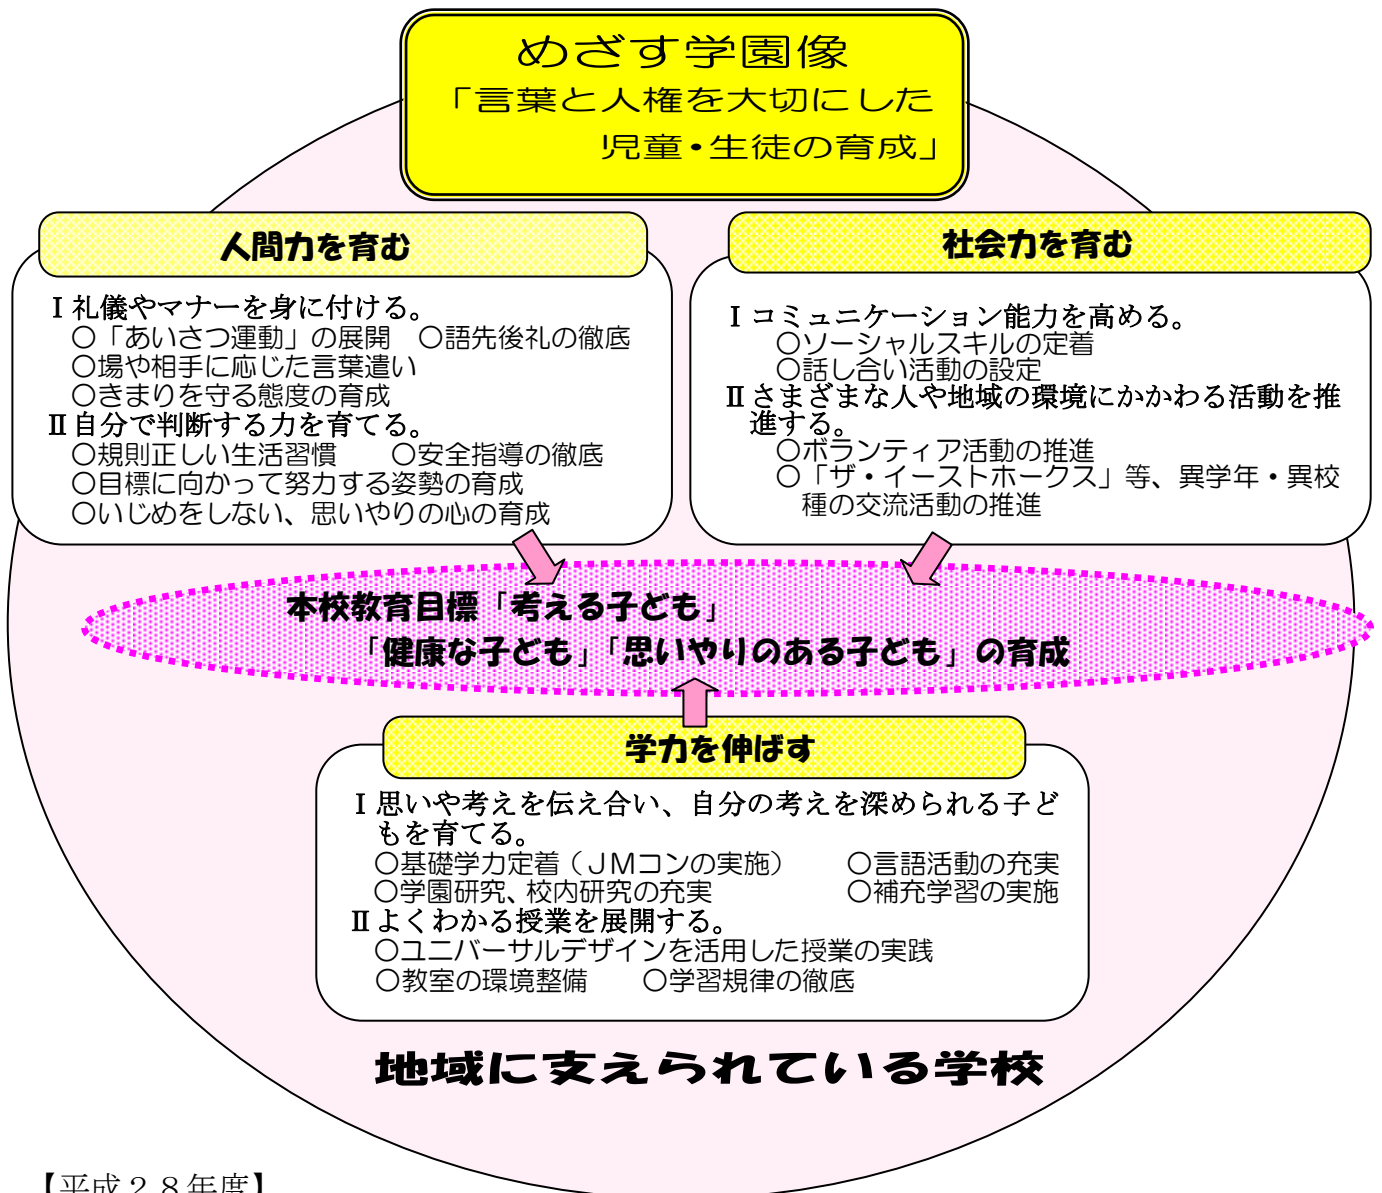 めざす学園像
「言葉と人権を大切にした
児童・生徒の育成」
人間力を育む
Ⅰ礼儀やマナーを身に付ける。
○「あいさつ運動」の展開　○語先後礼の徹底
○場や相手に応じた言葉遣い
○きまりを守る態度の育成
Ⅱ自分で判断する力を育てる。
○規則正しい生活習慣　　○安全指導の徹底
○目標に向かって努力する姿勢の育成
○いじめをしない、思いやりの心の育成
社会力を育む
Ⅰコミュニケーション能力を高める。
○ソーシャルスキルの定着
○話し合い活動の設定
Ⅱさまざまな人や地域の環境にかかわる活動を推
進する。
○ボランティア活動の推進
○「ザ・イーストホークス」等、異学年・異校
種の交流活動の推進
本校教育目標「考える子ども」
「健康な子ども」「思いやりのある子ども」の育成
学力を伸ばす
Ⅰ思いや考えを伝え合い、自分の考えを深められる子ど
もを育てる。
○基礎学力定着（ＪＭコンの実施）　　○言語活動の充実
○学園研究、校内研究の充実　　　　　○補充学習の実施
Ⅱよくわかる授業を展開する。
○ユニバーサルデザインを活用した授業の実践
○教室の環境整備　　○学習規律の徹底
地域に支えられている学校
【平成２８年度】